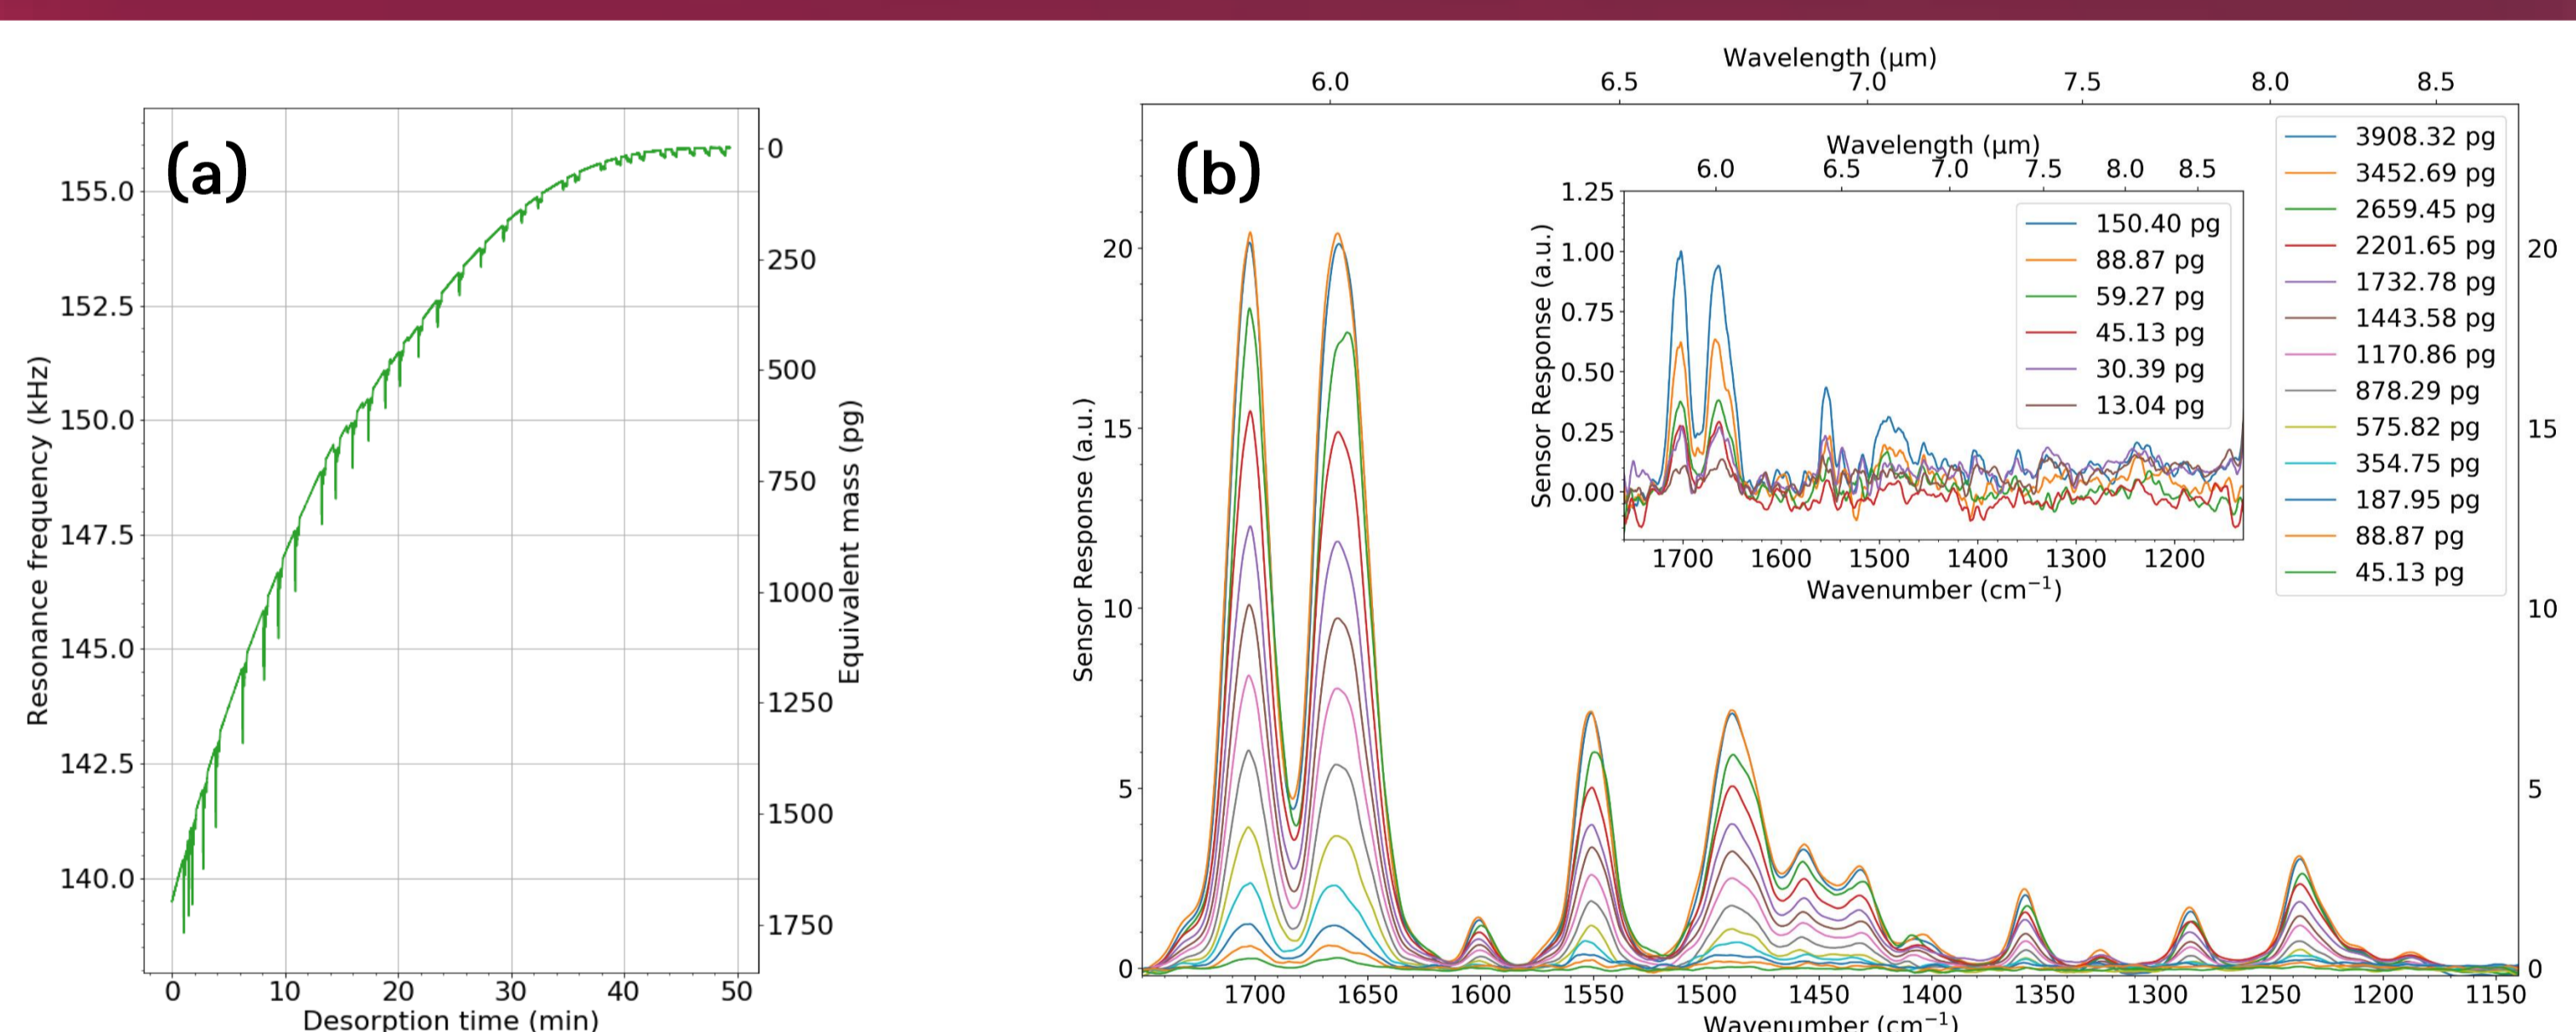 (a)
Resonance frequency (kHz)
155.0
152.5
150.0
147.5
145.0
142.5
140.0
0
250
500
750
1000
1250
1500
1750
Equivalent mass (pg)
0 10 20 30 40 50
Desorption time (min)
(b)
Wavelength (μm)
6.0 6.5 7.0 7.5 8.0 8.5
Sensor Response (a.u.)
20
15
10
5
0
20
15
10
5
0
3908.32 pg
3452.69 pg
2659.45 pg
2201.65 pg
1732.78 pg
1443.58 pg
1170.86 pg
878.29 pg
575.82 pg
354.75 pg
187.95 pg
88.87 pg
45.13 pg
Wavelength (μm)
6.0 6.5 7.0 7.5 8.0 8.5
Sensor Response (a.u.)
1.25
1.00
0.75
0.50
0.25
0.00
150.40 pg
88.87 pg
59.27 pg
45.13 pg
30.39 pg
13.04 pg
1700 1600 1500 1400 1300 1200
Wavenumber (cm⁻¹)
1700 1650 1600 1550 1500 1450 1400 1350 1300 1250 1200 1150
Wavenumber (cm⁻¹)